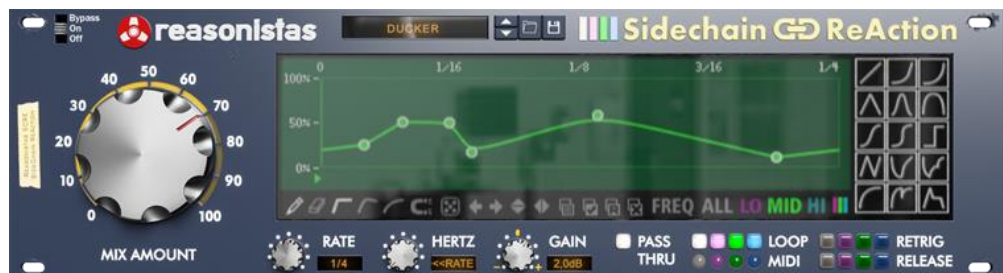 Bypass
On
Off
reasonistas
DUCKER
Sidechain ReAction
0 1/16 1/8 3/16 1/4
100%
50%
0%
0
10
20
30
40
50
60
70
80
90
100
MIX AMOUNT
FREQ ALL LO MID HI
RATE
1/4
HERTZ
<<RATE
GAIN
- +
2,0dB
PASS
THRU
LOOP
MIDI
RETRIG
RELEASE